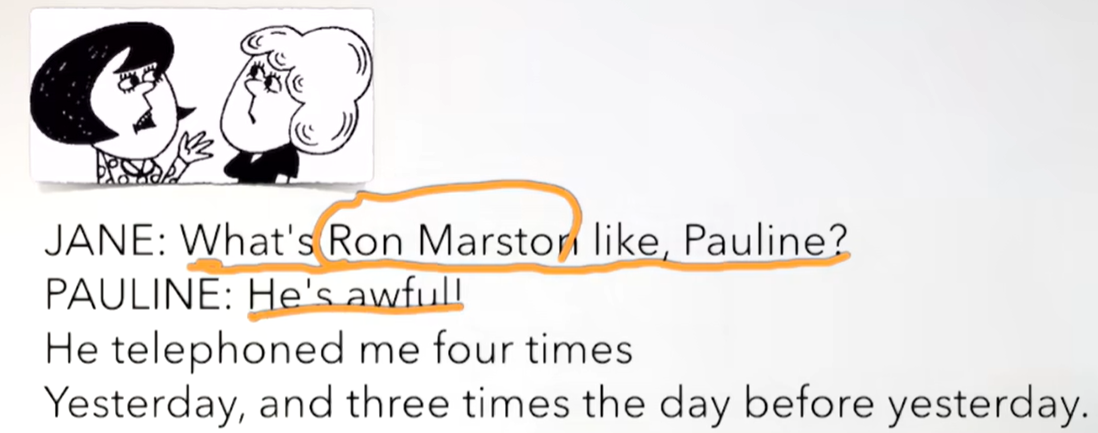 JANE: What's Ron Marston like, Pauline?
PAULINE: He's awful!
He telephoned me four times
Yesterday, and three times the day before yesterday.